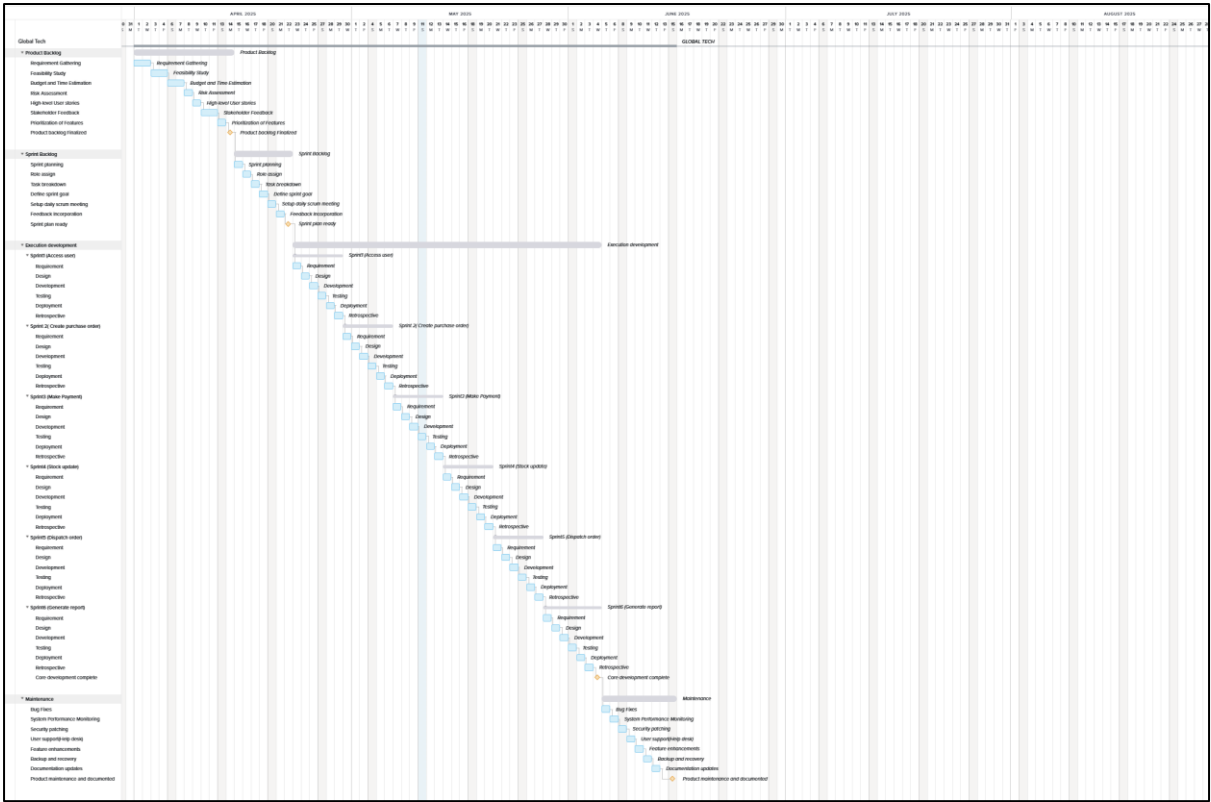 APRIL 2025 MAY 2025 JUNE 2025 JULY 2025 AUGUST 2025
Global Tech GLOBAL TECH
Product Backlog Product Backlog
Requirement Gathering Requirement Gathering
Feasibility Study Feasibility Study
Budget and Time Estimation Budget and Time Estimation
Risk Assessment Risk Assessment
High-level User stories High-level User stories
Stakeholder Feedback Stakeholder Feedback
Prioritization of Features Prioritization of Features
Product backlog Finalized Product backlog Finalized
Sprint Backlog Sprint Backlog
Sprint planning Sprint planning
Role assign Role assign
Task breakdown Task breakdown
Define sprint goal Define sprint goal
Setup daily scrum meeting Setup daily scrum meeting
Feedback incorporation Feedback incorporation
Sprint plan ready Sprint plan ready
Execution development Execution development
Sprint1 (Access user) Sprint1 (Access user)
Requirement Requirement
Design Design
Development Development
Testing Testing
Deployment Deployment
Retrospective Retrospective
Sprint 2( Create purchase order) Sprint 2( Create purchase order)
Requirement Requirement
Design Design
Development Development
Testing Testing
Deployment Deployment
Retrospective Retrospective
Sprint3 (Make Payment) Sprint3 (Make Payment)
Requirement Requirement
Design Design
Development Development
Testing Testing
Deployment Deployment
Retrospective Retrospective
Sprint4 (Stock update) Sprint4 (Stock update)
Requirement Requirement
Design Design
Development Development
Testing Testing
Deployment Deployment
Retrospective Retrospective
Sprint5 (Dispatch order) Sprint5 (Dispatch order)
Requirement Requirement
Design Design
Development Development
Testing Testing
Deployment Deployment
Retrospective Retrospective
Sprint6 (Generate report) Sprint6 (Generate report)
Requirement Requirement
Design Design
Development Development
Testing Testing
Deployment Deployment
Retrospective Retrospective
Core development complete Core development complete
Maintenance Maintenance
Bug Fixes Bug Fixes
System Performance Monitoring System Performance Monitoring
Security patching Security patching
User support(help desk) User support(help desk)
Feature enhancements Feature enhancements
Backup and recovery Backup and recovery
Documentation updates Documentation updates
Product maintenance and documented Product maintenance and documented